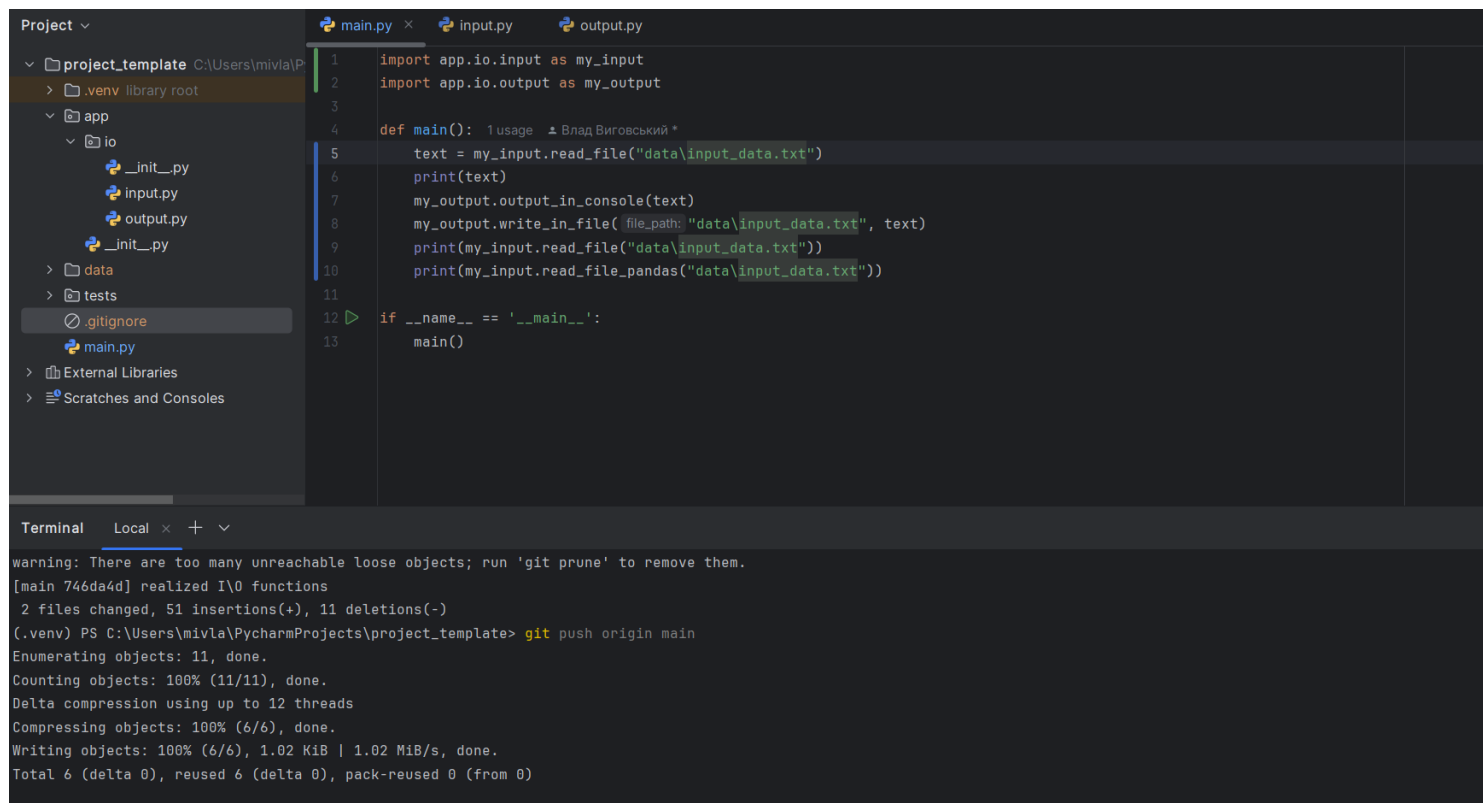 Project
project_template C:\Users\mivla\P
.venv library root
app
io
__init__.py
input.py
output.py
__init__.py
data
tests
.gitignore
main.py
External Libraries
Scratches and Consoles
main.py input.py output.py
1 import app.io.input as my_input
2 import app.io.output as my_output
3
4 def main(): 1 usage Влад Виговський *
5 text = my_input.read_file("data\input_data.txt")
6 print(text)
7 my_output.output_in_console(text)
8 my_output.write_in_file( file_path: "data\input_data.txt", text)
9 print(my_input.read_file("data\input_data.txt"))
10 print(my_input.read_file_pandas("data\input_data.txt"))
11
12 if __name__ == '__main__':
13 main()
Terminal Local
warning: There are too many unreachable loose objects; run 'git prune' to remove them.
[main 746da4d] realized I\O functions
2 files changed, 51 insertions(+), 11 deletions(-)
(.venv) PS C:\Users\mivla\PycharmProjects\project_template> git push origin main
Enumerating objects: 11, done.
Counting objects: 100% (11/11), done.
Delta compression using up to 12 threads
Compressing objects: 100% (6/6), done.
Writing objects: 100% (6/6), 1.02 KiB | 1.02 MiB/s, done.
Total 6 (delta 0), reused 6 (delta 0), pack-reused 0 (from 0)